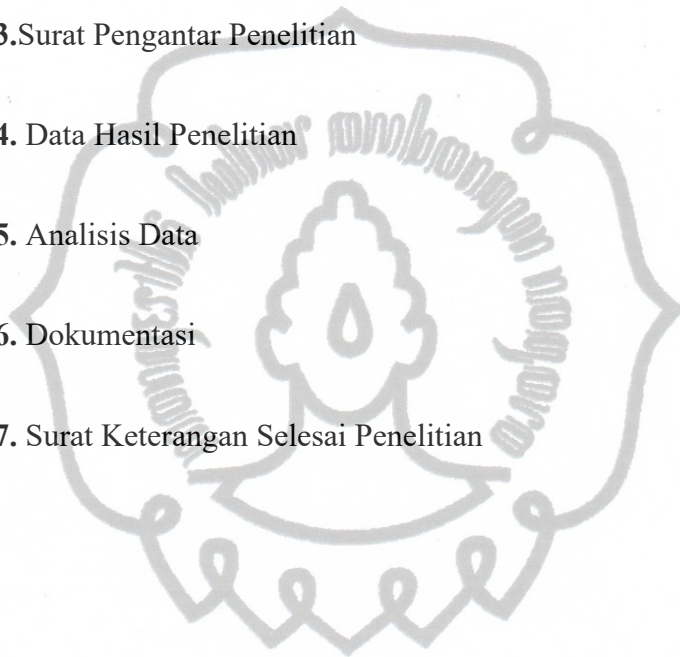 3.Surat Pengantar Penelitian
4. Data Hasil Penelitian
5. Analisis Data
6. Dokumentasi
7. Surat Keterangan Selesai Penelitian